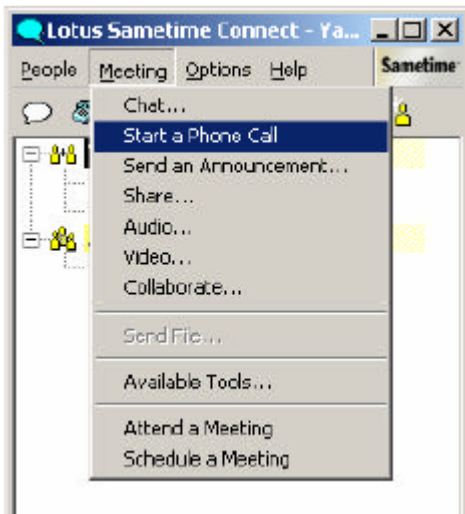 Lotus Sametime Connect - Ya...
People Meeting Options Help Sametime
Chat...
Start a Phone Call
Send an Announcement...
Share...
Audio...
Video...
Collaborate...
Send File...
Available Tools...
Attend a Meeting
Schedule a Meeting